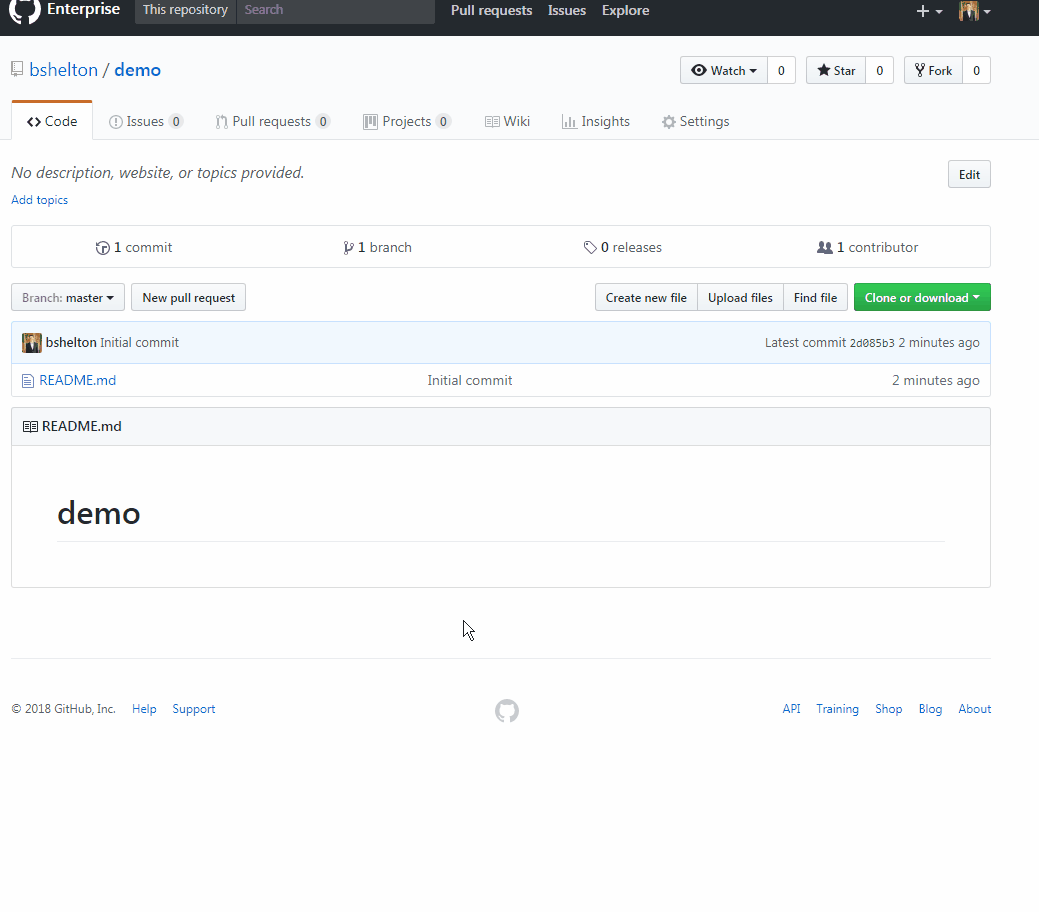 Enterprise This repository Search Pull requests Issues Explore
bshelton / demo Watch 0 Star 0 Fork 0
Code Issues 0 Pull requests 0 Projects 0 Wiki Insights Settings
No description, website, or topics provided. Edit
Add topics
1 commit 1 branch 0 releases 1 contributor
Branch: master New pull request Create new file Upload files Find file Clone or download
bshelton Initial commit Latest commit 2d085b3 2 minutes ago
README.md Initial commit 2 minutes ago
README.md
demo
© 2018 GitHub, Inc. Help Support API Training Shop Blog About